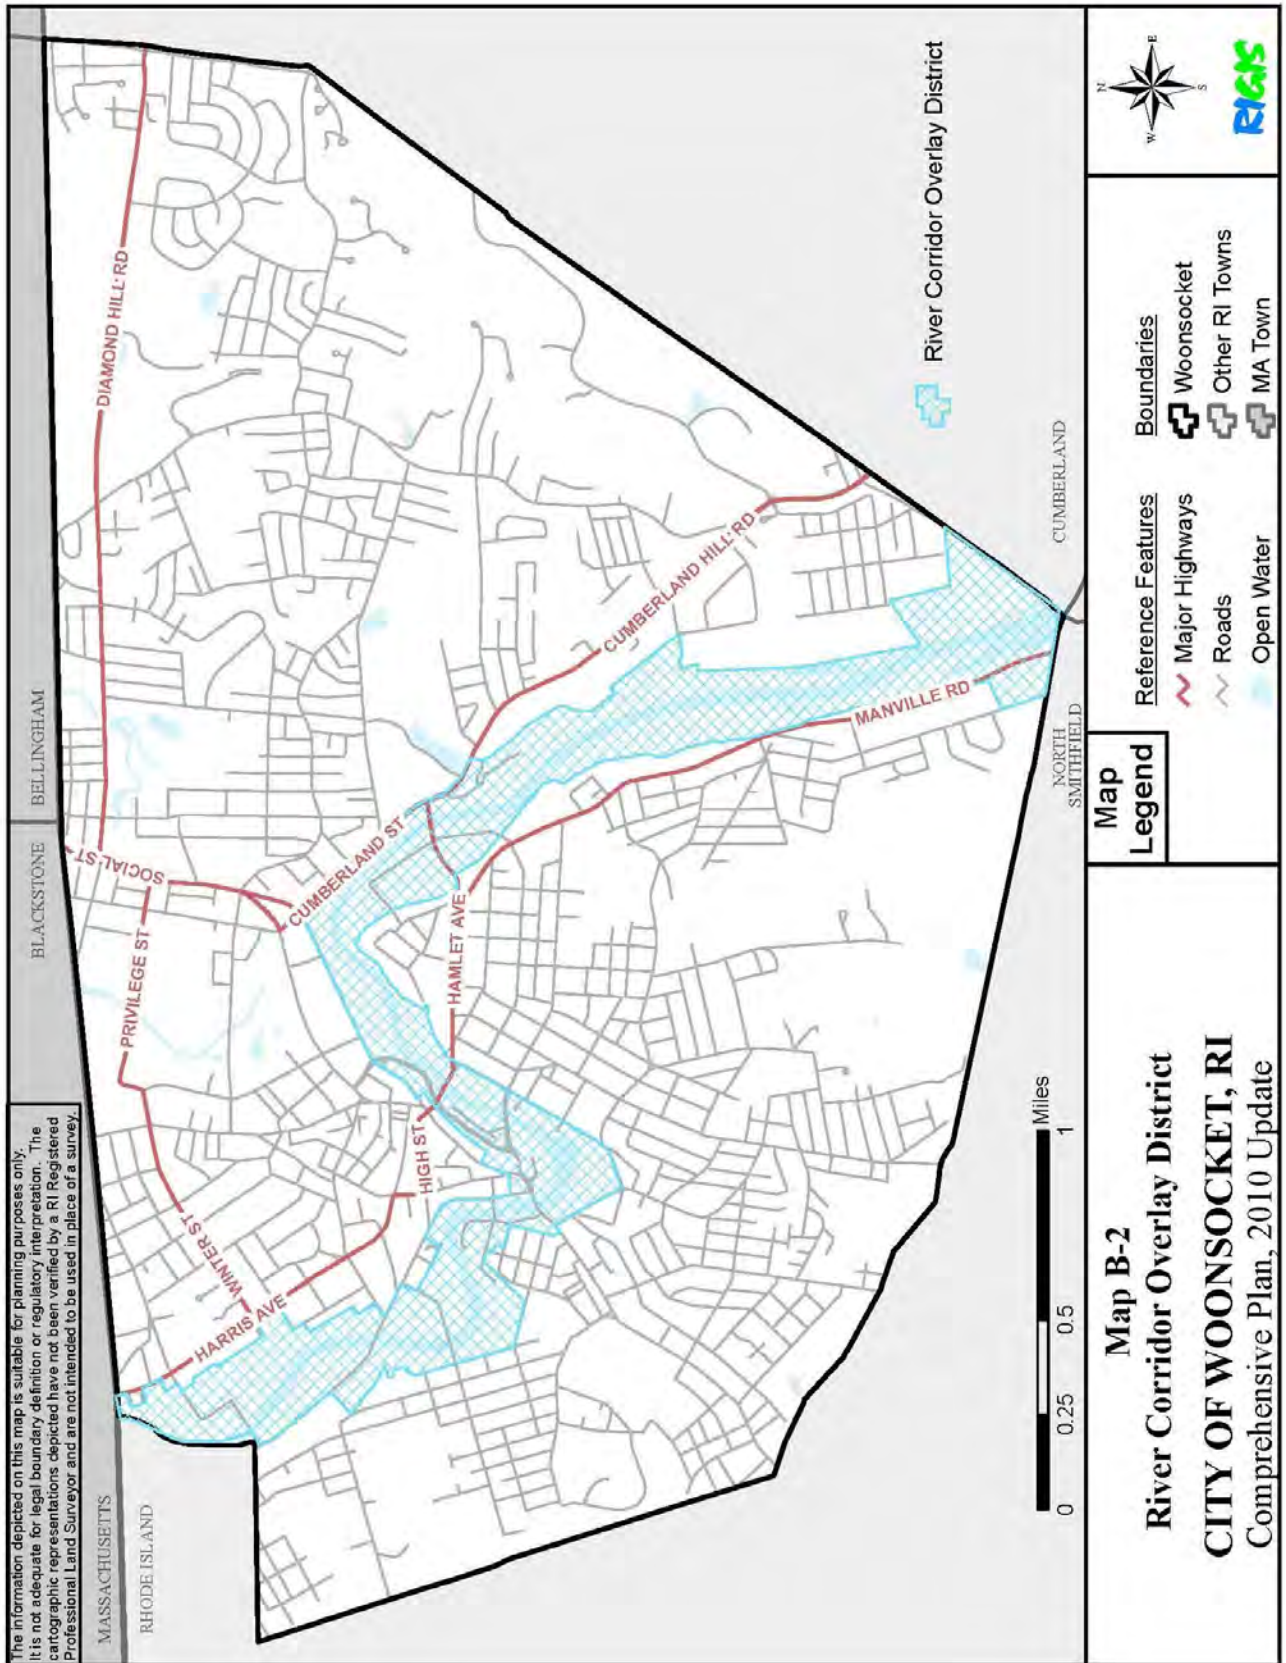 The information depicted on this map is suitable for planning purposes only.
It is not adequate for legal boundary definition or regulatory interpretation. The
cartographic representations depicted have not been verified by a RI Registered
Professional Land Surveyor and are not intended to be used in place of a survey.
MASSACHUSETTS
RHODE ISLAND
BLACKSTONE
BELLINGHAM
HARRIS AVE
WINTER ST
PRIVILEGE ST
SOCIAL ST
DIAMOND HILL RD
HIGH ST
CUMBERLAND ST
HAMLET AVE
CUMBERLAND HILL RD
MANVILLE RD
River Corridor Overlay District
NORTH
SMITHFIELD
CUMBERLAND
0 0.25 0.5 1 Miles
Map B-2
River Corridor Overlay District
CITY OF WOONSOCKET, RI
Comprehensive Plan, 2010 Update
Map
Legend
Reference Features
Major Highways
Roads
Open Water
Boundaries
Woonsocket
Other RI Towns
MA Town
N
W
E
S
RIGIS